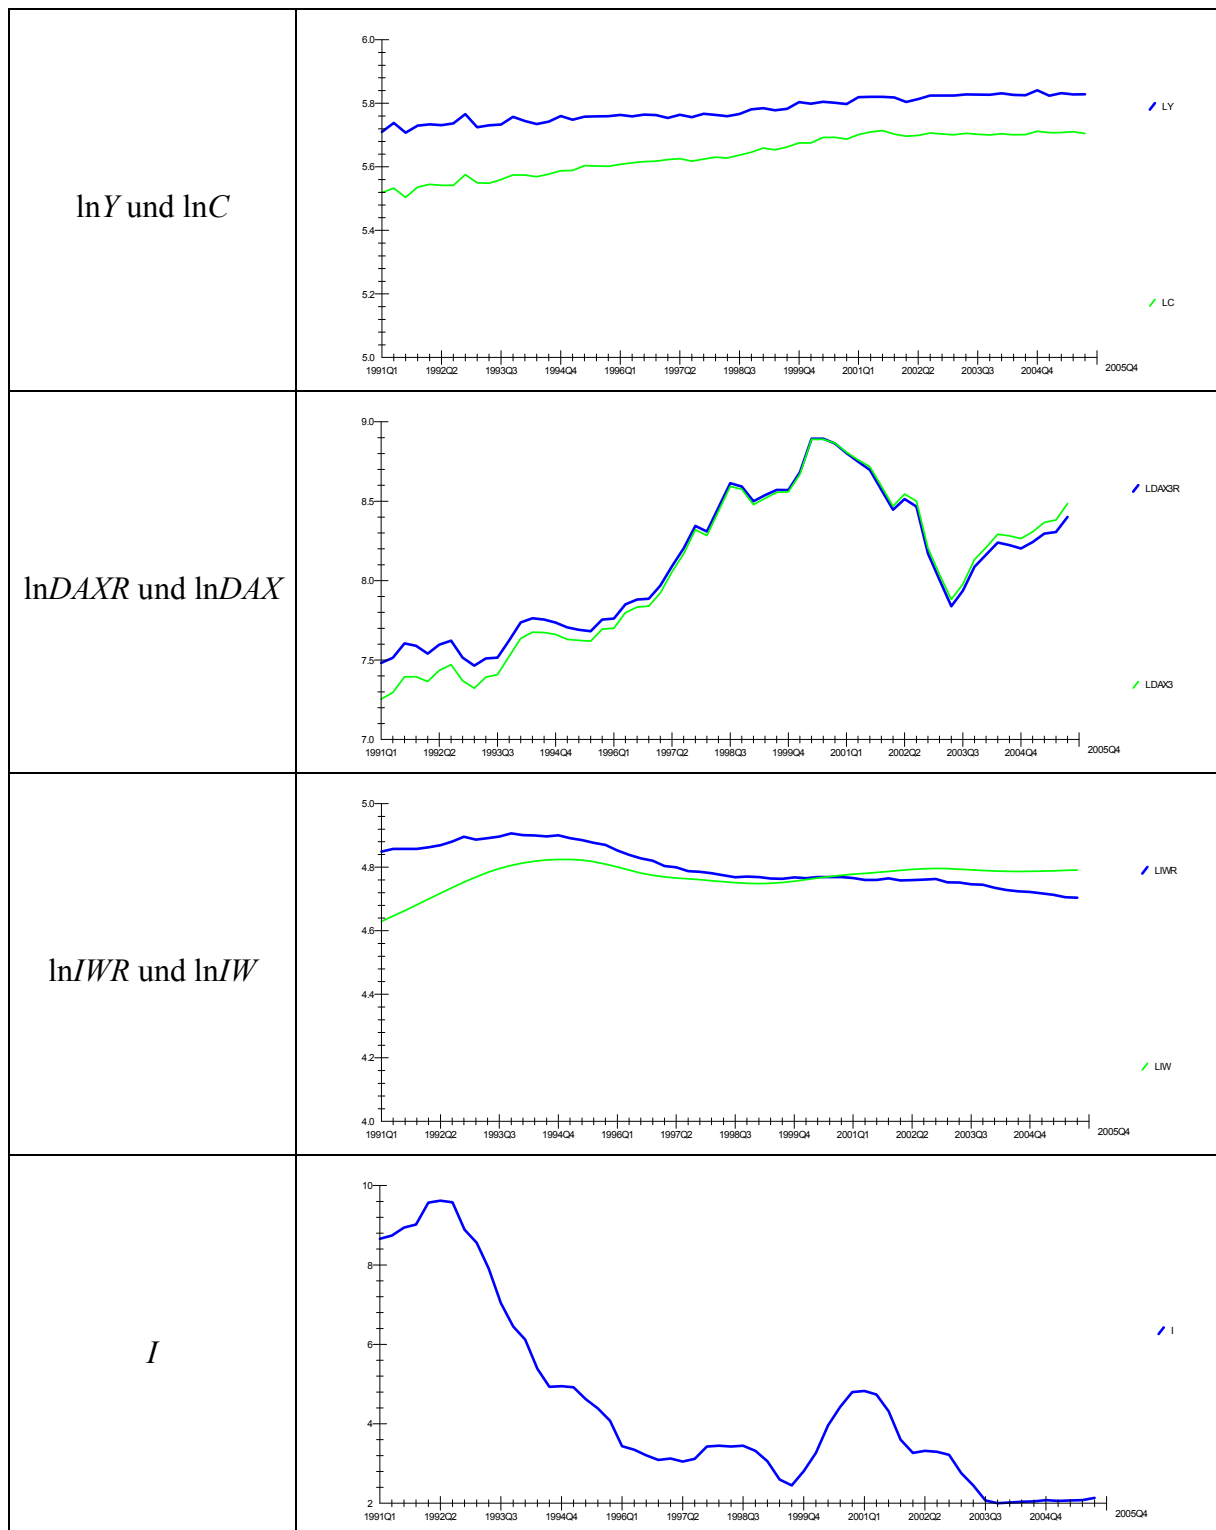 lnY und lnC
6.0
5.8
5.6
5.4
5.2
5.0
1991Q1 1992Q2 1993Q3 1994Q4 1996Q1 1997Q2 1998Q3 1999Q4 2001Q1 2002Q2 2003Q3 2004Q4 2005Q4
LY
LC
lnDAXR und lnDAX
9.0
8.5
8.0
7.5
7.0
1991Q1 1992Q2 1993Q3 1994Q4 1996Q1 1997Q2 1998Q3 1999Q4 2001Q1 2002Q2 2003Q3 2004Q4 2005Q4
LDAX3R
LDAX3
lnIWR und lnIW
5.0
4.8
4.6
4.4
4.2
4.0
1991Q1 1992Q2 1993Q3 1994Q4 1996Q1 1997Q2 1998Q3 1999Q4 2001Q1 2002Q2 2003Q3 2004Q4 2005Q4
LIWR
LIW
I
10
8
6
4
2
1991Q1 1992Q2 1993Q3 1994Q4 1996Q1 1997Q2 1998Q3 1999Q4 2001Q1 2002Q2 2003Q3 2004Q4 2005Q4
I